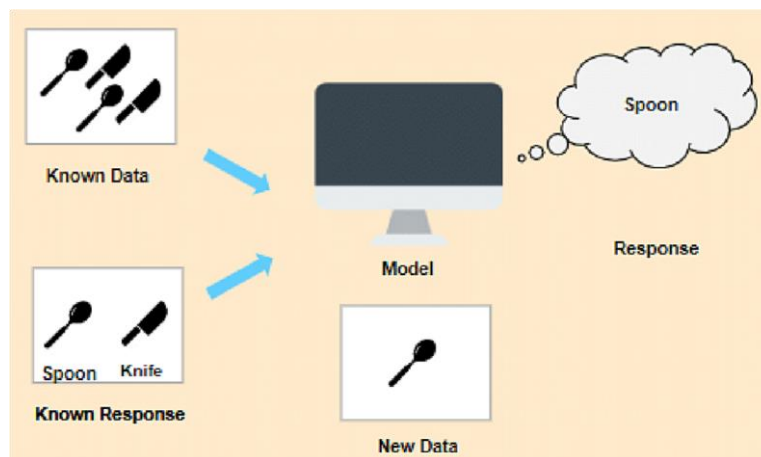 Spoon
Known Data
Response
Model
Spoon Knife
Known Response
New Data